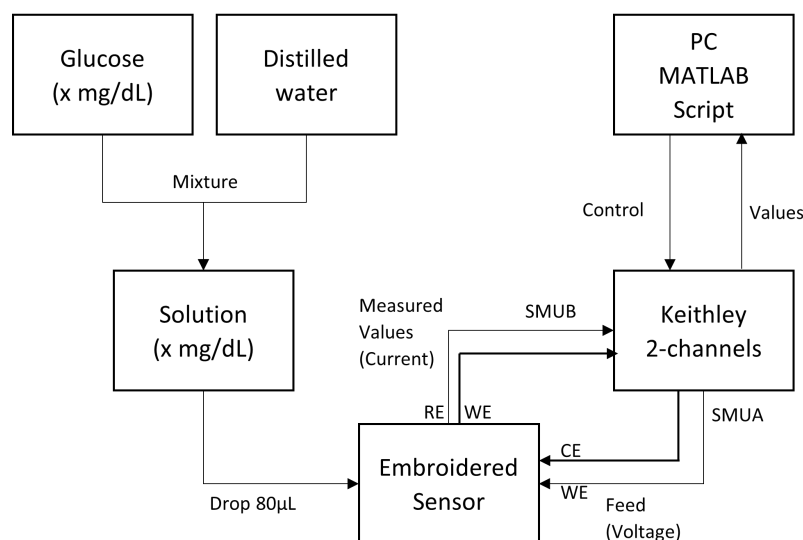 Glucose
(x mg/dL)
Distilled
water
PC
MATLAB
Script
Mixture
Control
Values
Solution
(x mg/dL)
Measured
Values
(Current)
SMUB
Keithley
2-channels
RE
WE
SMUA
Embroidered
Sensor
CE
WE
Drop 80µL
Feed
(Voltage)